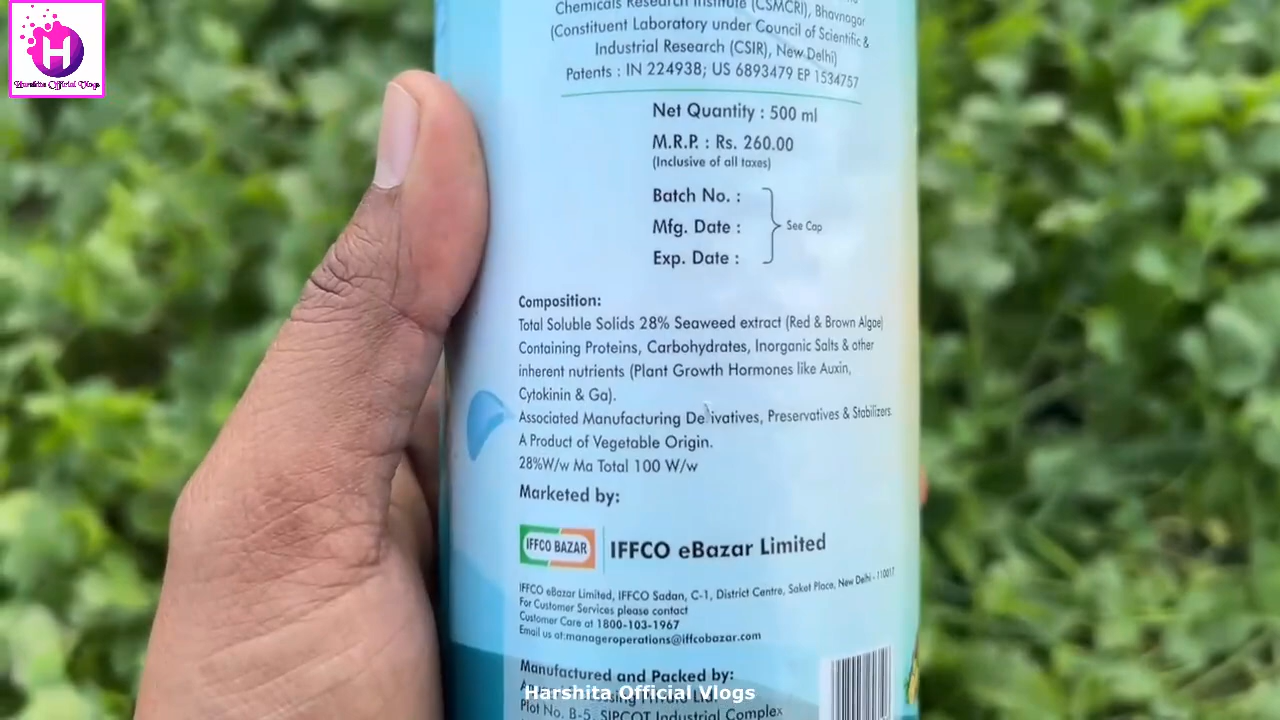 H
Harshita Official Vlogs
Chemicals Research Institute (CSMCRI), Bhavnagar
(Constituent Laboratory under Council of Scientific &
Industrial Research (CSIR), New Delhi)
Patents : IN 224938; US 6893479 EP 1534757
Net Quantity : 500 ml
M.R.P. : Rs. 260.00
(Inclusive of all taxes)
Batch No. :
Mfg. Date :
See Cap
Exp. Date :
Composition:
Total Soluble Solids 28% Seaweed extract (Red & Brown Algae)
Containing Proteins, Carbohydrates, Inorganic Salts & other
inherent nutrients (Plant Growth Hormones like Auxin,
Cytokinin & Ga).
Associated Manufacturing Derivatives, Preservatives & Stabilizers.
A Product of Vegetable Origin.
28%W/w Ma Total 100 W/w
Marketed by:
IFFCO BAZAR
IFFCO eBazar Limited
IFFCO eBazar Limited, IFFCO Sadan, C-1, District Centre, Saket Place, New Delhi - 110017
For Customer Services please contact
Customer Care at 1800-103-1967
Email us at:manageroperations@iffcobazar.com
Manufactured and Packed by:
Harshita Official Vlogs
Plot No. B-5, SIPCOT Industrial Complex